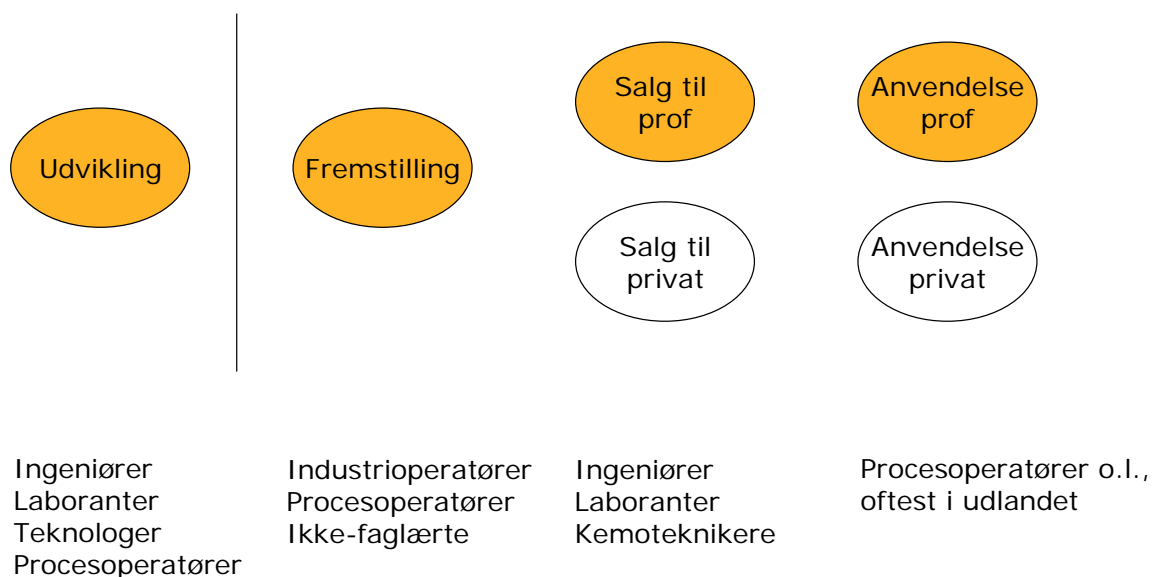 Udvikling
Fremstilling
Salg til
prof
Anvendelse
prof
Salg til
privat
Anvendelse
privat
Ingeniører
Laboranter
Teknologer
Procesoperatører
Industrioperatører
Procesoperatører
Ikke-faglærte
Ingeniører
Laboranter
Kemoteknikere
Procesoperatører o.l.,
oftest i udlandet